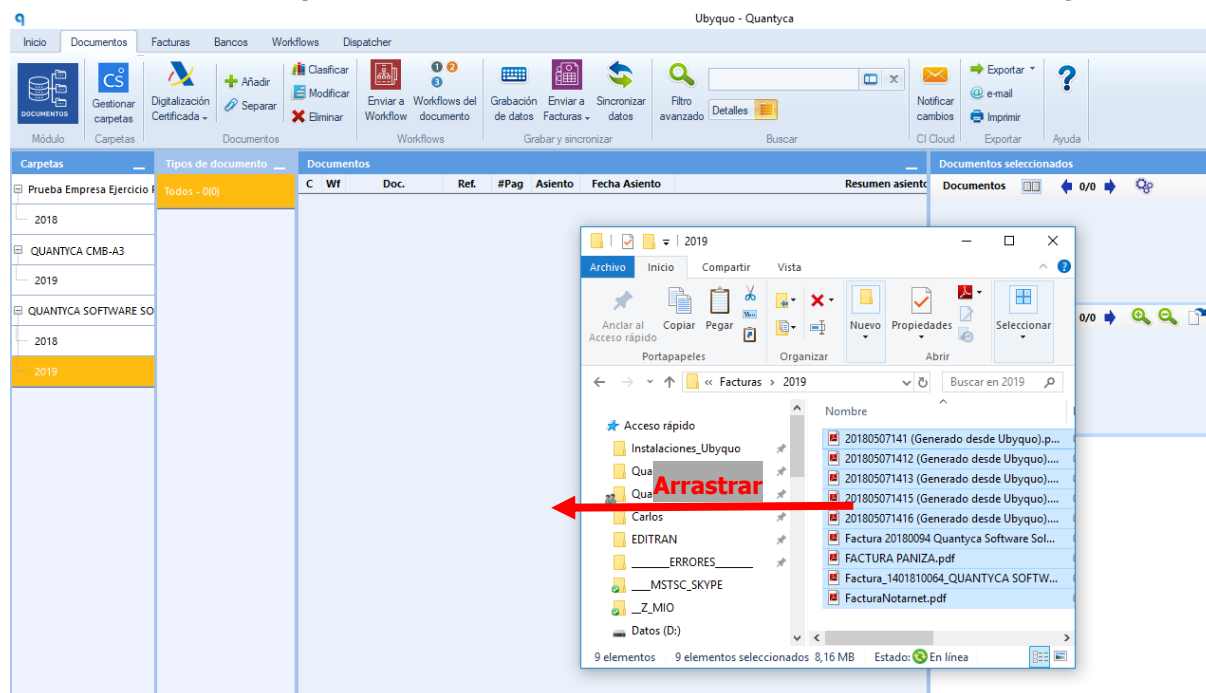 Ubyquo - Quantyca
Inicio Documentos Facturas Bancos Workflows Dispatcher
DOCUMENTOS
Gestionar carpetas
Digitalización Certificada
Añadir
Separar
Clasificar
Modificar
Eliminar
Enviar a Workflow
Workflows del documento
Grabación de datos
Enviar a Facturas
Sincronizar datos
Filtro avanzado
Detalles
Notificar cambios
Exportar
e-mail
Imprimir
Módulo Carpetas Documentos Workflows Grabar y sincronizar Buscar CI Cloud Exportar Ayuda
Carpetas Tipos de documento Documentos Documentos seleccionados
C Wf Doc. Ref. #Pag Asiento Fecha Asiento Resumen asiento
Documentos 0/0
Prueba Empresa Ejercicio
Todos - 0(0)
2018
QUANTYCA CMB-A3
2019
QUANTYCA SOFTWARE SO
2018
2019
0/0
2019
Archivo Inicio Compartir Vista
Anclar al Acceso rápido
Copiar
Pegar
Nuevo
Propiedades
Seleccionar
Portapapeles Organizar Abrir
« Facturas > 2019
Buscar en 2019
Nombre
Acceso rápido
Instalaciones_Ubyquo
Qua
Qua
Arrastrar
Carlos
EDITRAN
______ERRORES______
___MSTSC_SKYPE
__Z_MIO
Datos (D:)
20180507141 (Generado desde Ubyquo).p...
201805071412 (Generado desde Ubyquo)....
201805071413 (Generado desde Ubyquo)....
201805071415 (Generado desde Ubyquo)....
201805071416 (Generado desde Ubyquo)....
Factura 20180094 Quantyca Software Sol...
FACTURA PANIZA.pdf
Factura_1401810064_QUANTYCA SOFTW...
FacturaNotarnet.pdf
9 elementos 9 elementos seleccionados 8,16 MB Estado: En línea